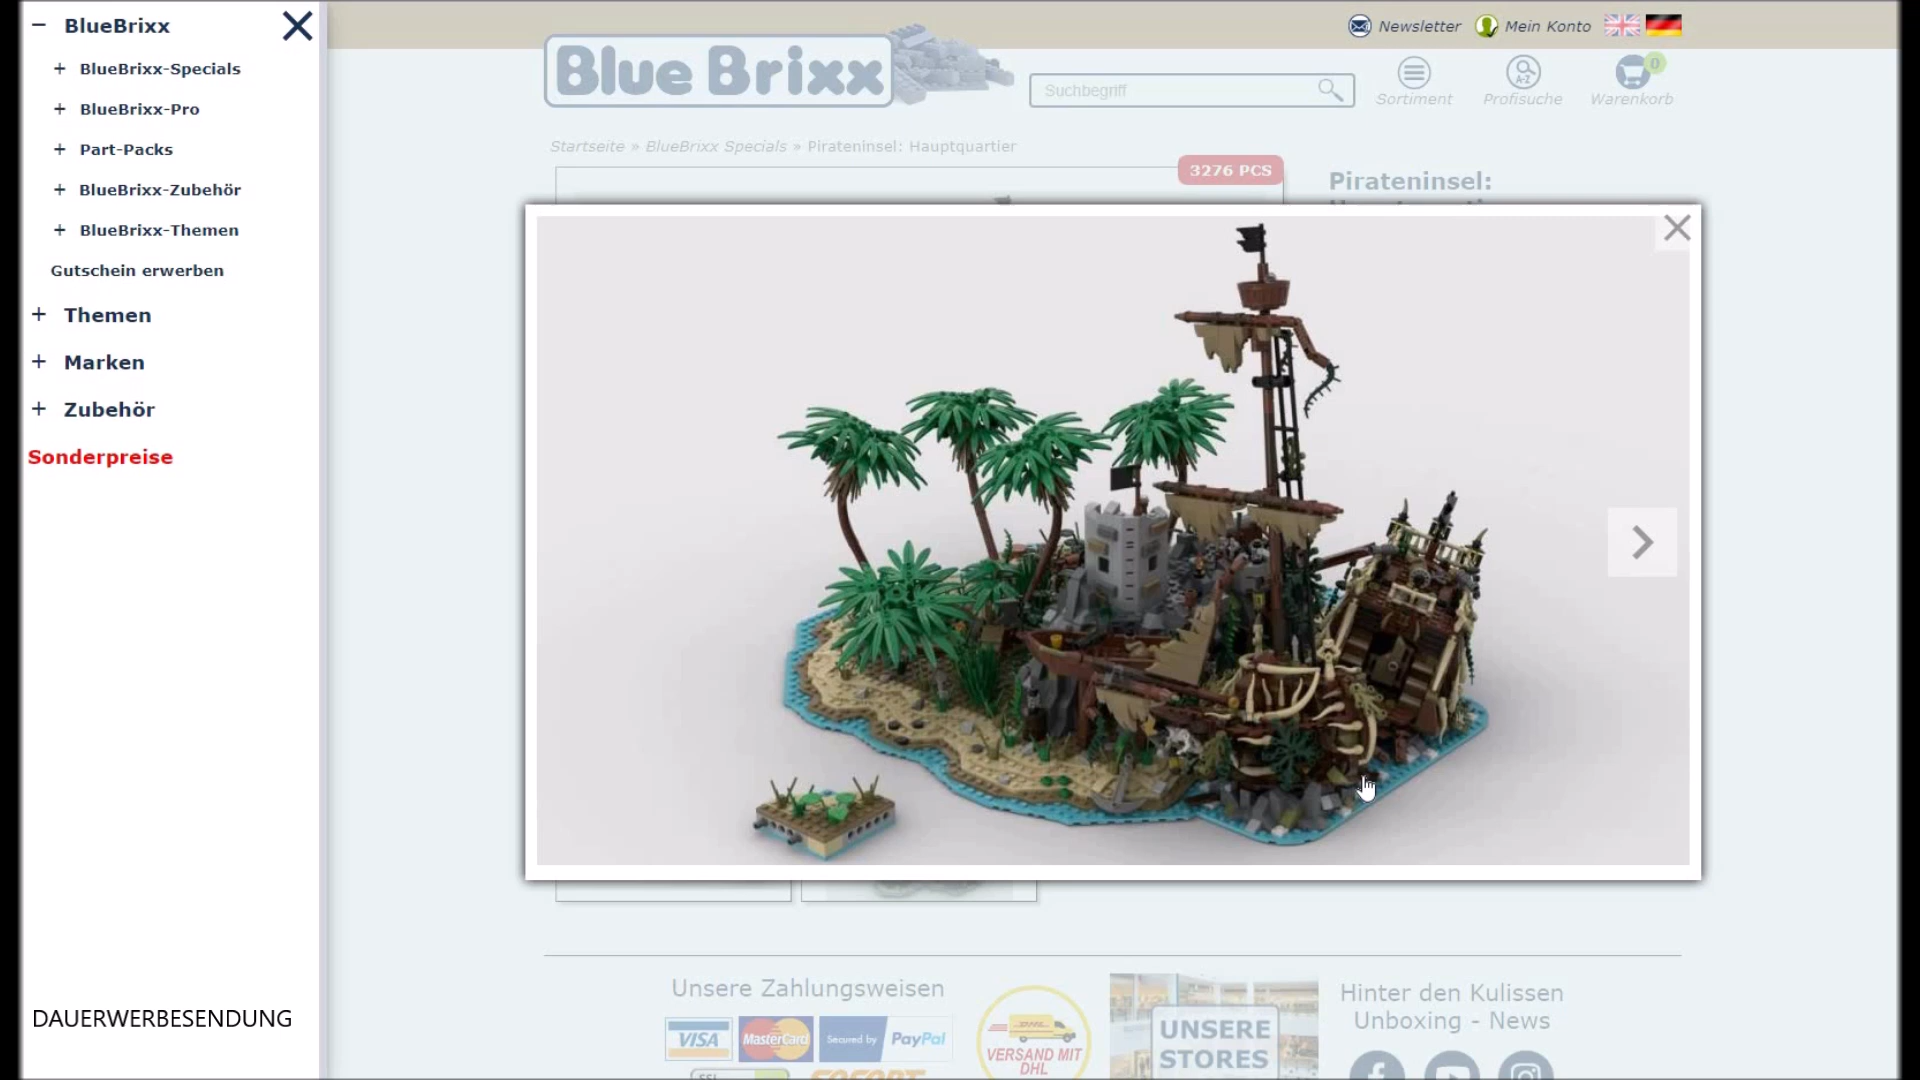 BlueBrixx
BlueBrixx-Specials
BlueBrixx-Pro
Part-Packs
BlueBrixx-Zubehör
BlueBrixx-Themen
Gutschein erwerben
Themen
Marken
Zubehör
Sonderpreise
DAUERWERBESENDUNG
Newsletter
Mein Konto
Blue Brixx
Suchbegriff
Sortiment
A-Z
Profisuche
0
Warenkorb
Startseite » BlueBrixx Specials » Pirateninsel: Hauptquartier
3276 PCS
Pirateninsel:
Unsere Zahlungsweisen
VISA
MasterCard
Secured by PayPal
VERSAND MIT
DHL
UNSERE
STORES
Hinter den Kulissen
Unboxing - News